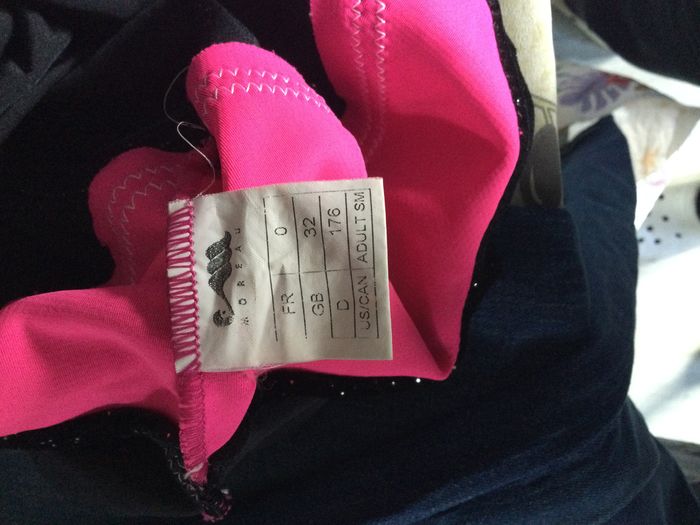 MOREAU
FR 0
GB 32
D 176
US/CAN ADULT SM